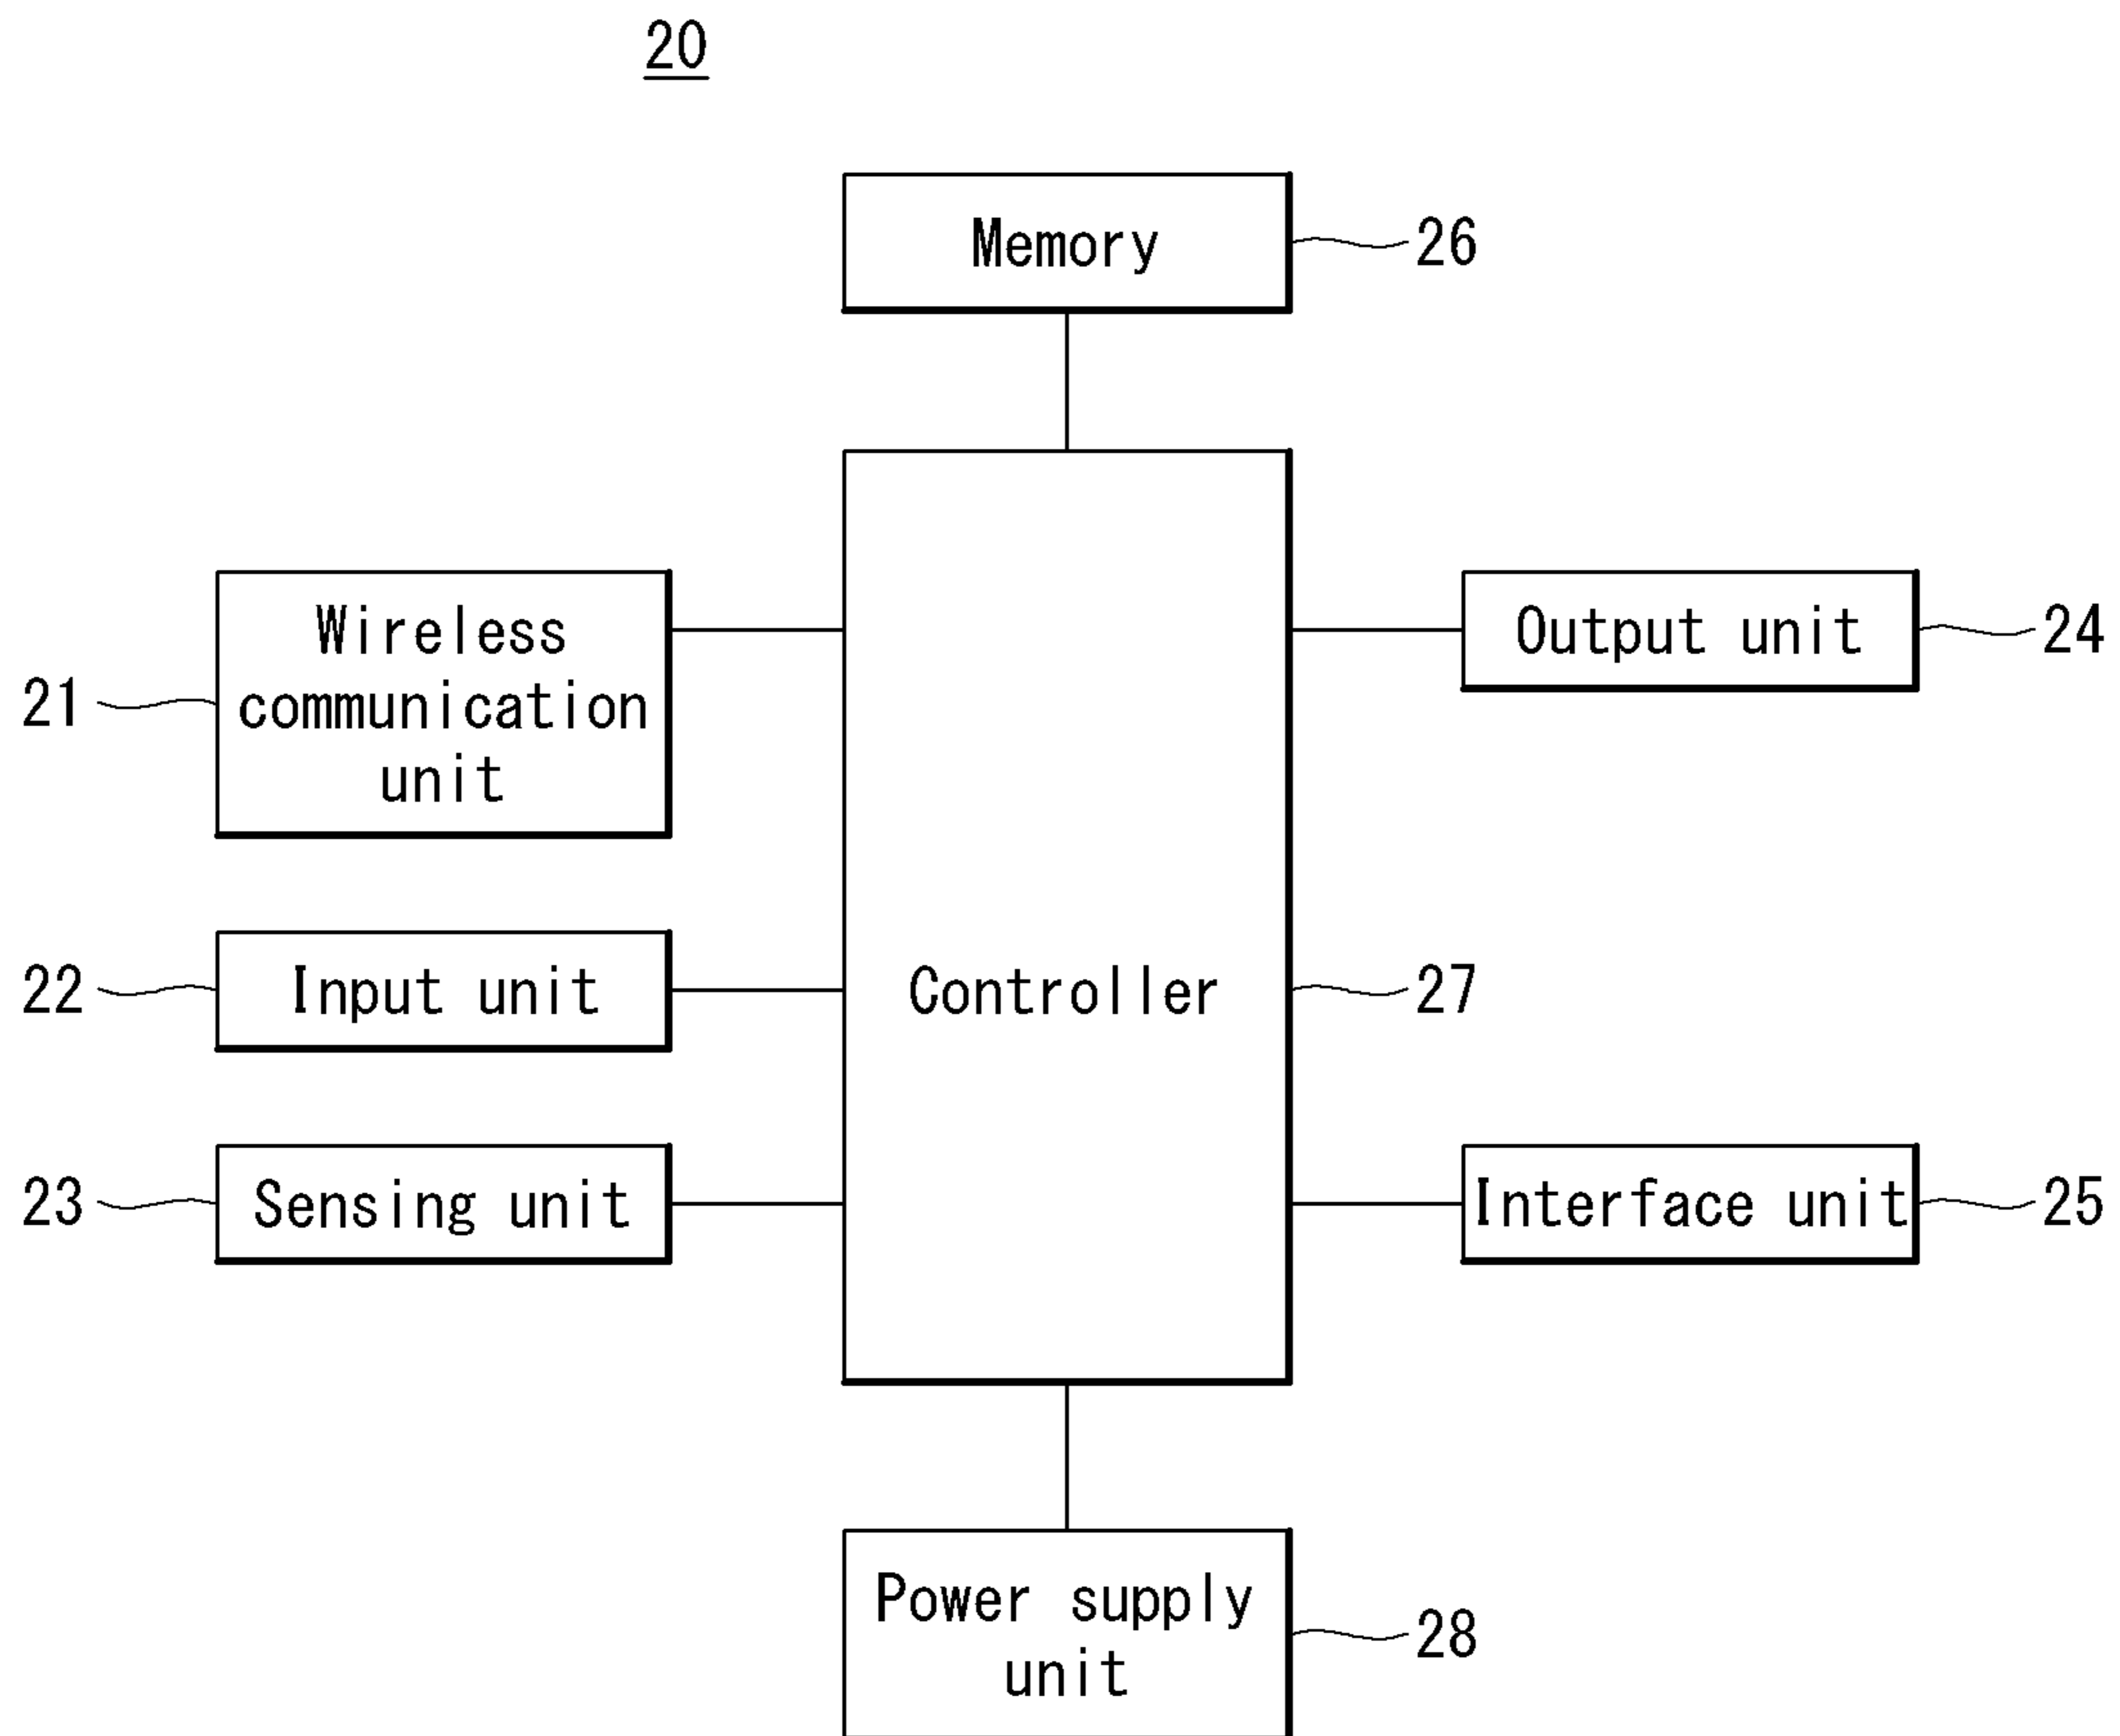 20
Memory
26
Wireless
communication
unit
21
Output unit
24
22
Input unit
Controller
27
23
Sensing unit
Interface unit
25
Power supply
unit
28